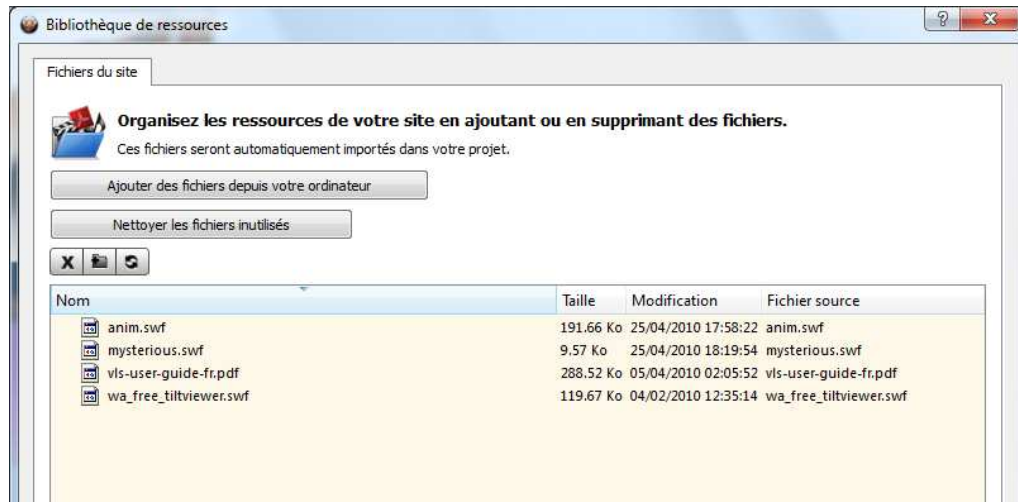 Bibliothèque de ressources
Fichiers du site
Organisez les ressources de votre site en ajoutant ou en supprimant des fichiers.
Ces fichiers seront automatiquement importés dans votre projet.
Ajouter des fichiers depuis votre ordinateur
Nettoyer les fichiers inutilisés
Nom Taille Modification Fichier source
anim.swf 191.66 Ko 25/04/2010 17:58:22 anim.swf
mysterious.swf 9.57 Ko 25/04/2010 18:19:54 mysterious.swf
vls-user-guide-fr.pdf 288.52 Ko 05/04/2010 02:05:52 vls-user-guide-fr.pdf
wa_free_tiltviewer.swf 119.67 Ko 04/02/2010 12:35:14 wa_free_tiltviewer.swf